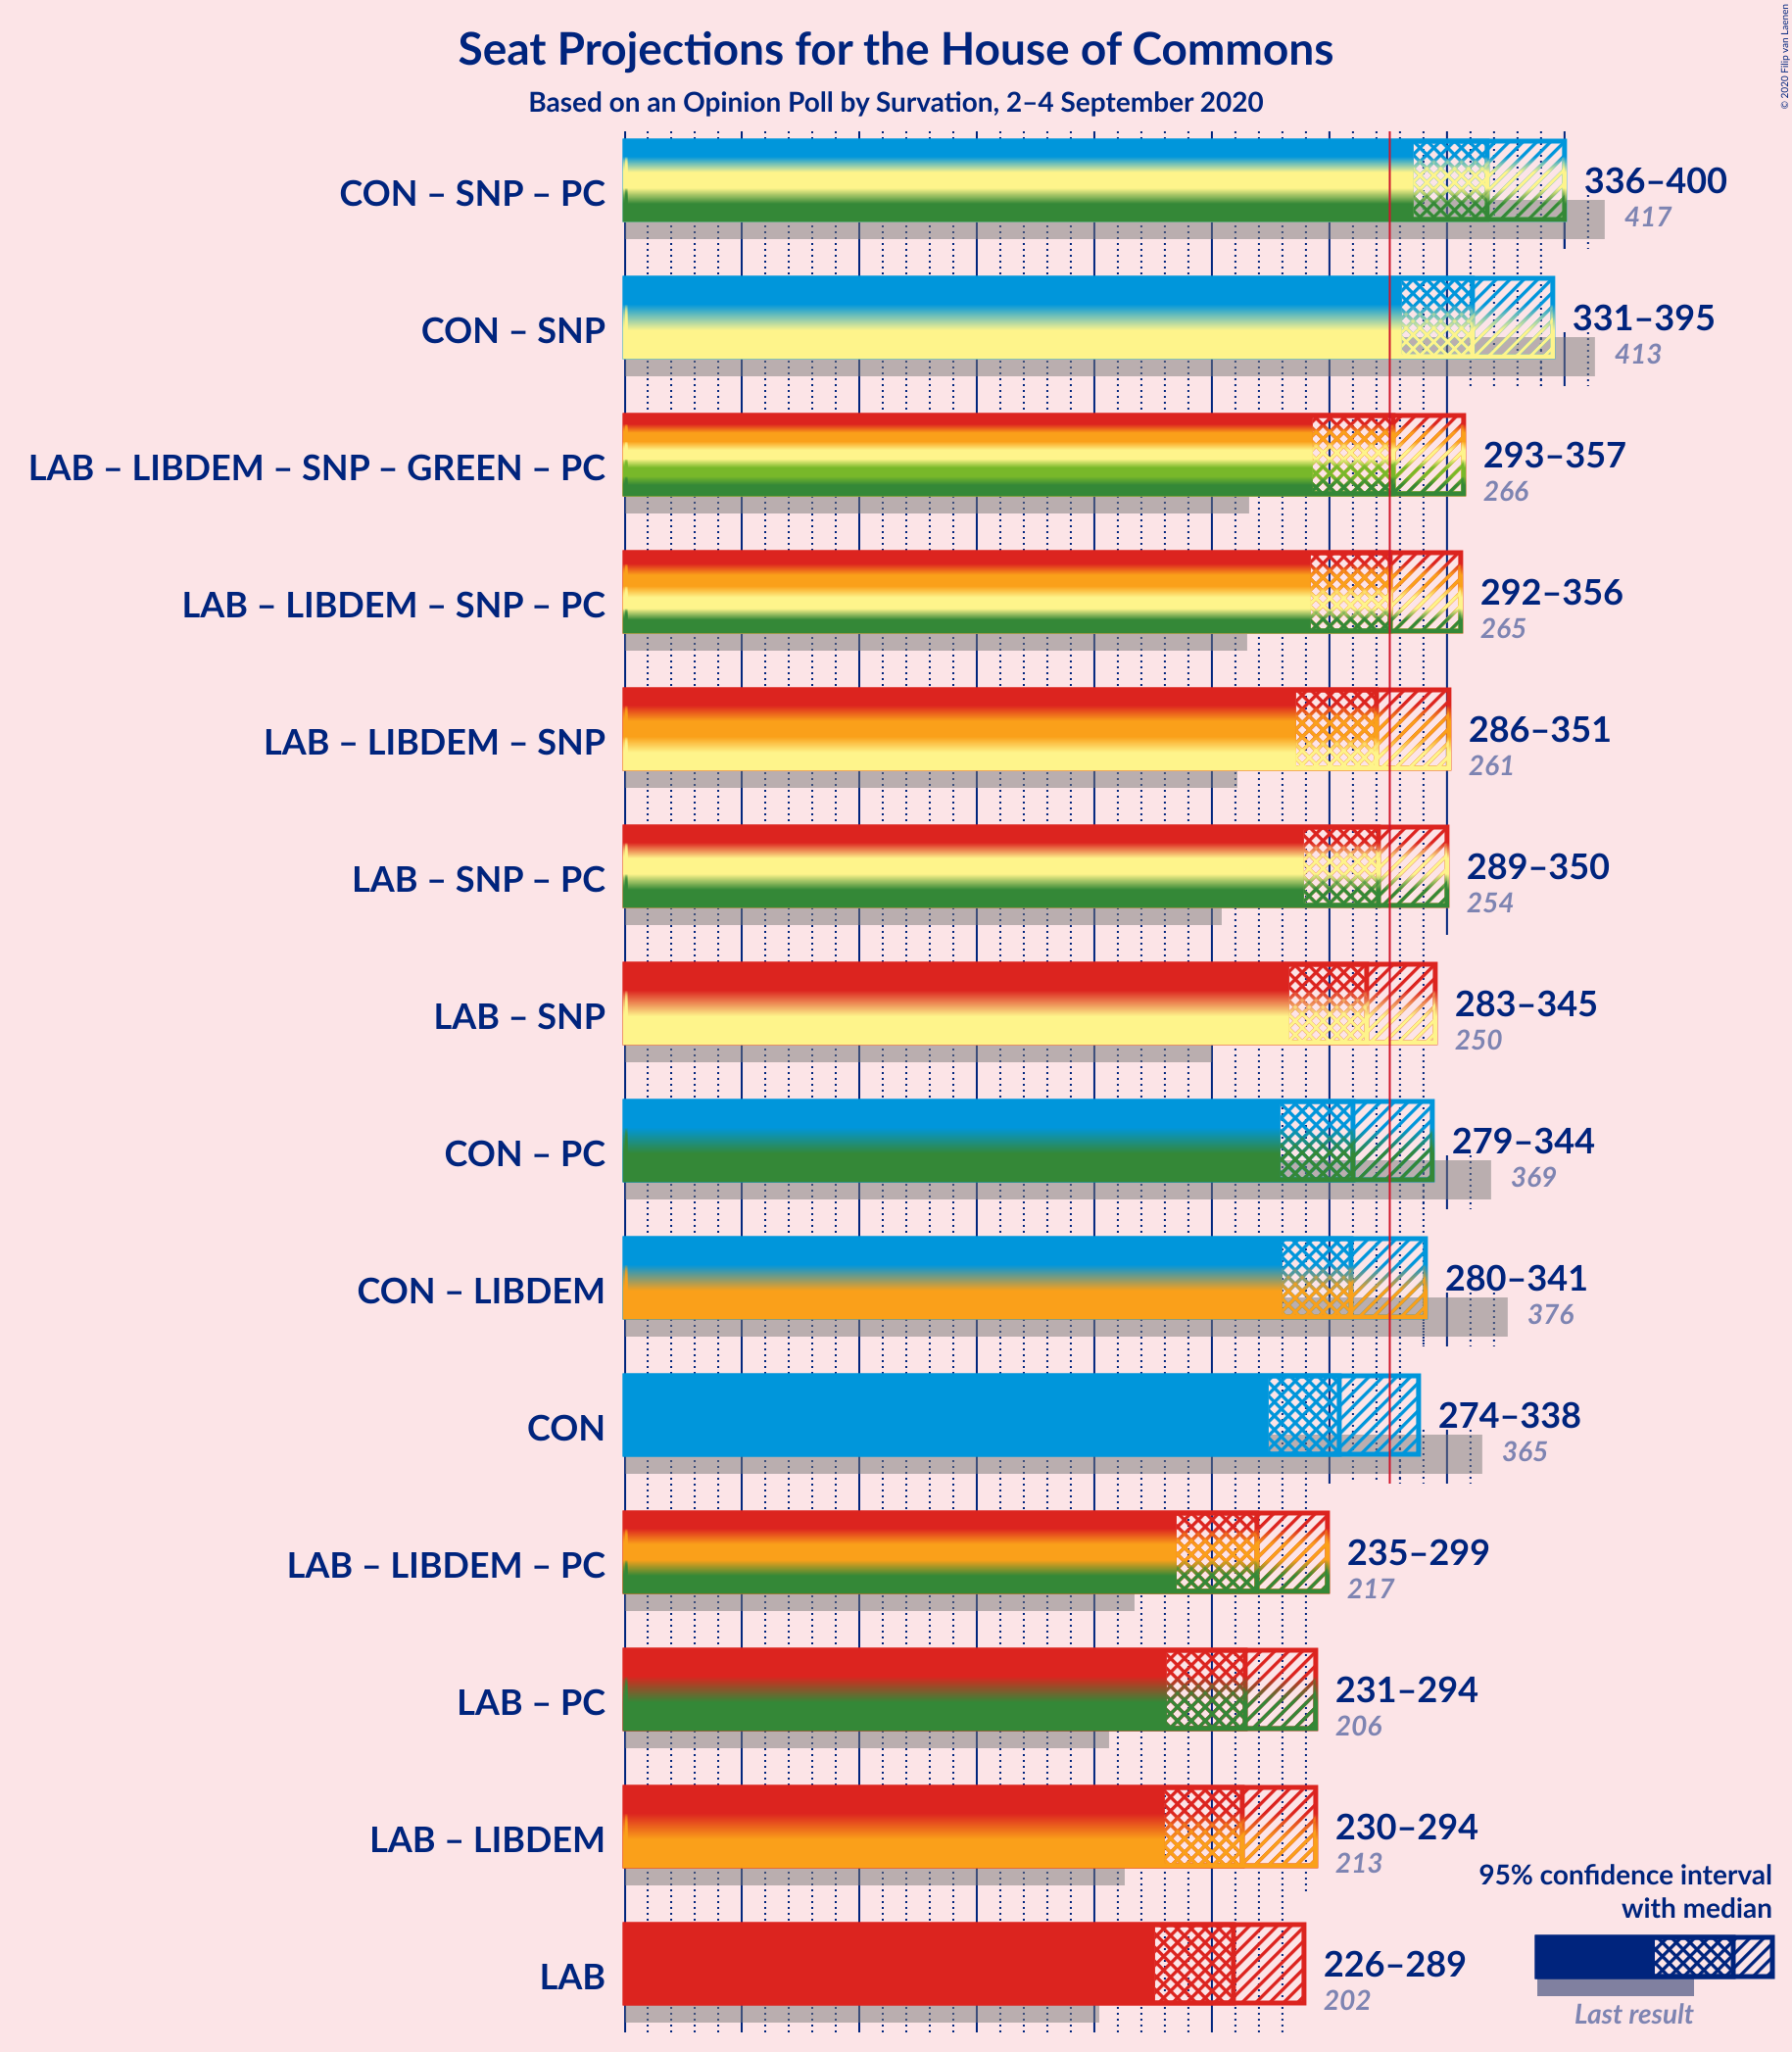 Seat Projections for the House of Commons
Based on an Opinion Poll by Survation, 2–4 September 2020
© 2020 Filip van Laenen
CON – SNP – PC
336–400
417
CON – SNP
331–395
413
LAB – LIBDEM – SNP – GREEN – PC
293–357
266
LAB – LIBDEM – SNP – PC
292–356
265
LAB – LIBDEM – SNP
286–351
261
LAB – SNP – PC
289–350
254
LAB – SNP
283–345
250
CON – PC
279–344
369
CON – LIBDEM
280–341
376
CON
274–338
365
LAB – LIBDEM – PC
235–299
217
LAB – PC
231–294
206
LAB – LIBDEM
230–294
213
LAB
226–289
202
95% confidence interval
with median
Last result